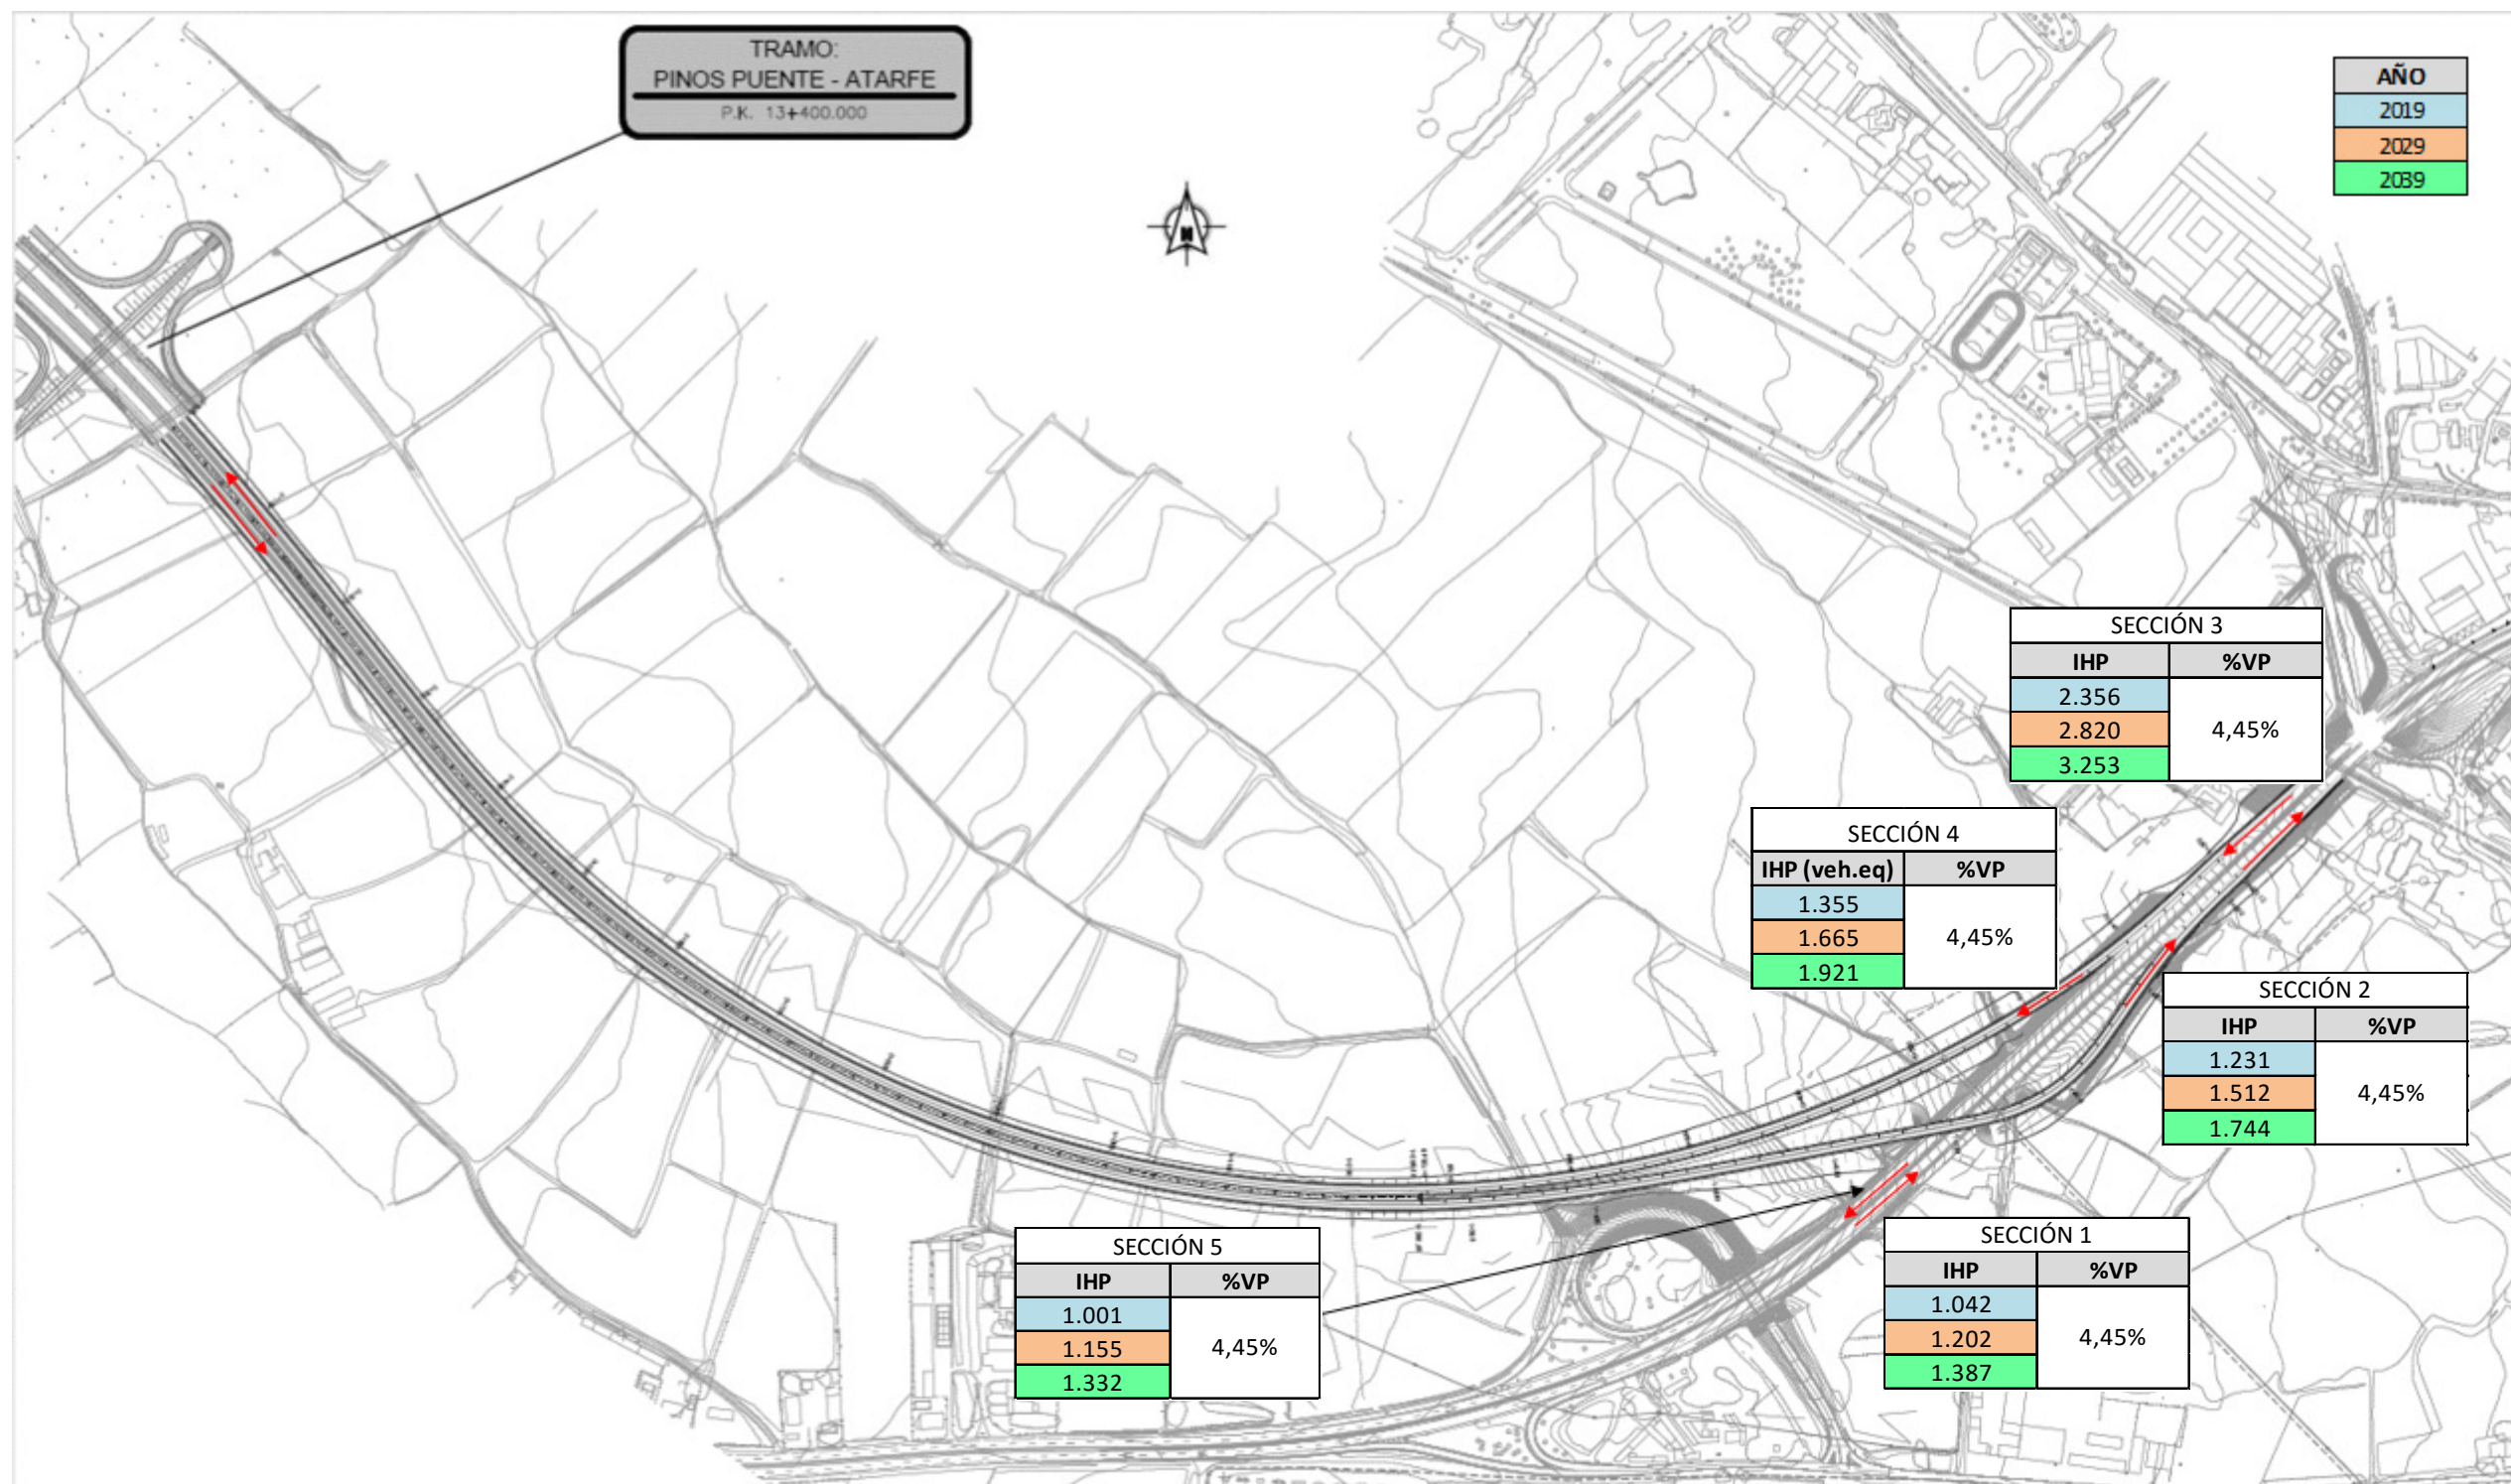 TRAMO:
PINOS PUENTE - ATARFE
P.K. 13+400.000
AÑO
2019
2029
2039
N
SECCIÓN 3
IHP %VP
2.356
2.820
3.253
4,45%
SECCIÓN 4
IHP (veh.eq) %VP
1.355
1.665
1.921
4,45%
SECCIÓN 2
IHP %VP
1.231
1.512
1.744
4,45%
SECCIÓN 5
IHP %VP
1.001
1.155
1.332
4,45%
SECCIÓN 1
IHP %VP
1.042
1.202
1.387
4,45%